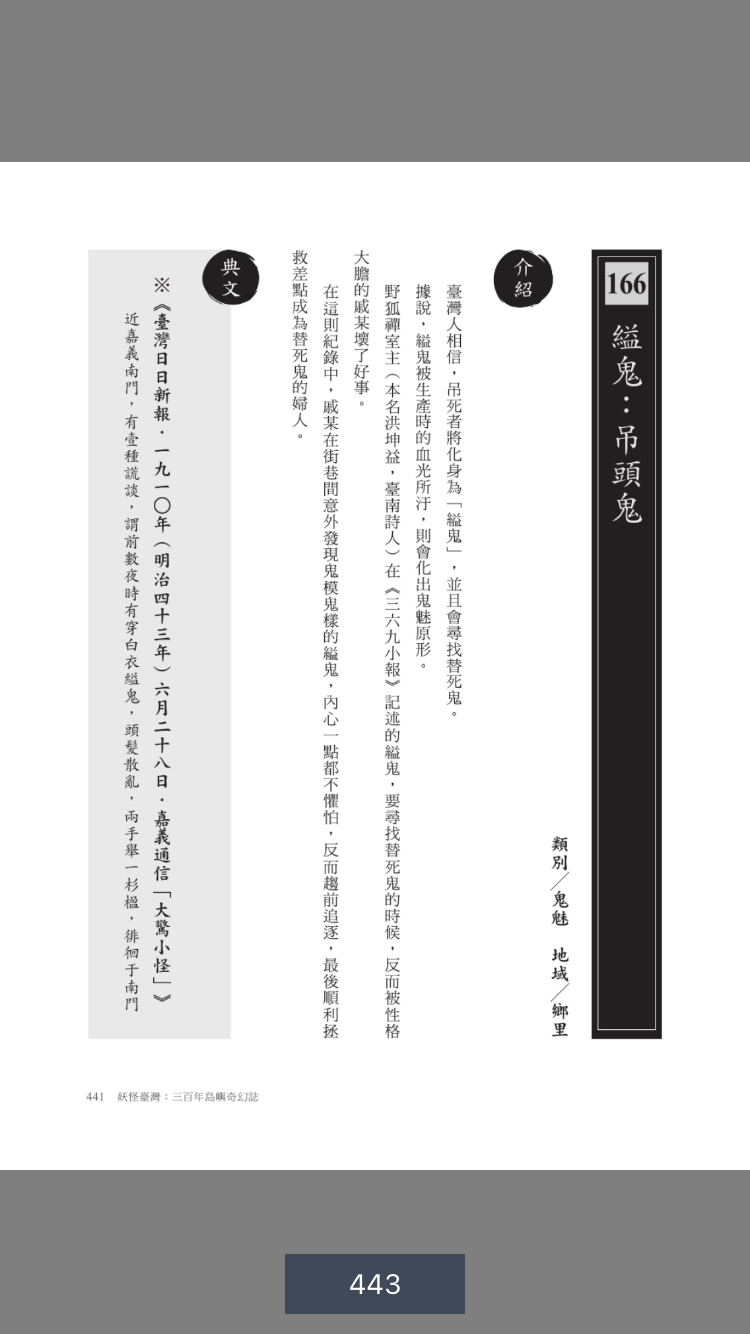 166
縊鬼：吊頭鬼
類別／鬼魅　地域／鄉里
介紹
臺灣人相信，吊死者將化身為「縊鬼」，並且會尋找替死鬼。
據說，縊鬼被生產時的血光所汙，則會化出鬼魅原形。
野狐禪室主（本名洪坤益，臺南詩人）在《三六九小報》記述的縊鬼，要尋找替死鬼的時候，反而被性格
大膽的戚某壞了好事。
在這則紀錄中，戚某在街巷間意外發現鬼模鬼樣的縊鬼，內心一點都不懼怕，反而趨前追逐，最後順利拯
救差點成為替死鬼的婦人。
典文
※《臺灣日日新報．一九一〇年（明治四十三年）六月二十八日．嘉義通信「大驚小怪」》
近嘉義南門，有壹種謊談，謂前數夜時有穿白衣縊鬼，頭髮散亂，兩手舉一杉楹，徘徊于南門
441　妖怪臺灣：三百年島嶼奇幻誌
443